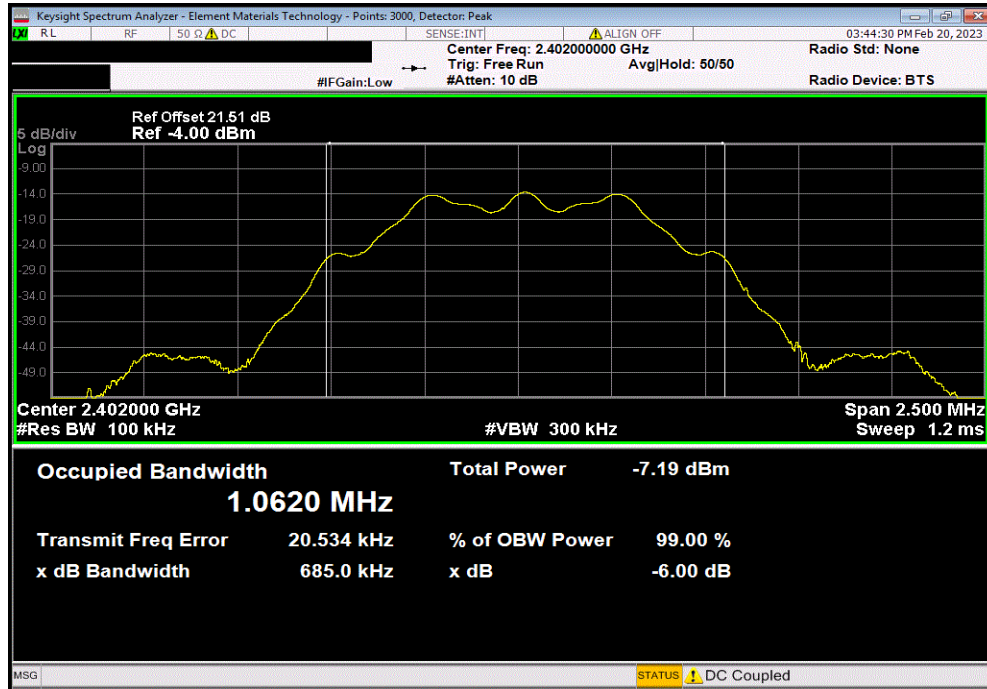 Keysight Spectrum Analyzer - Element Materials Technology - Points: 3000, Detector: Peak
LXI RL RF 50 Ω DC SENSE:INT ALIGN OFF 03:44:30 PM Feb 20, 2023
Center Freq: 2.402000000 GHz Radio Std: None
Trig: Free Run Avg|Hold: 50/50
#IFGain:Low #Atten: 10 dB Radio Device: BTS
Ref Offset 21.51 dB
5 dB/div Ref -4.00 dBm
Log
-9.00
-14.0
-19.0
-24.0
-29.0
-34.0
-39.0
-44.0
-49.0
Center 2.402000 GHz Span 2.500 MHz
#Res BW 100 kHz #VBW 300 kHz Sweep 1.2 ms
Occupied Bandwidth Total Power -7.19 dBm
1.0620 MHz
Transmit Freq Error 20.534 kHz % of OBW Power 99.00 %
x dB Bandwidth 685.0 kHz x dB -6.00 dB
MSG STATUS DC Coupled